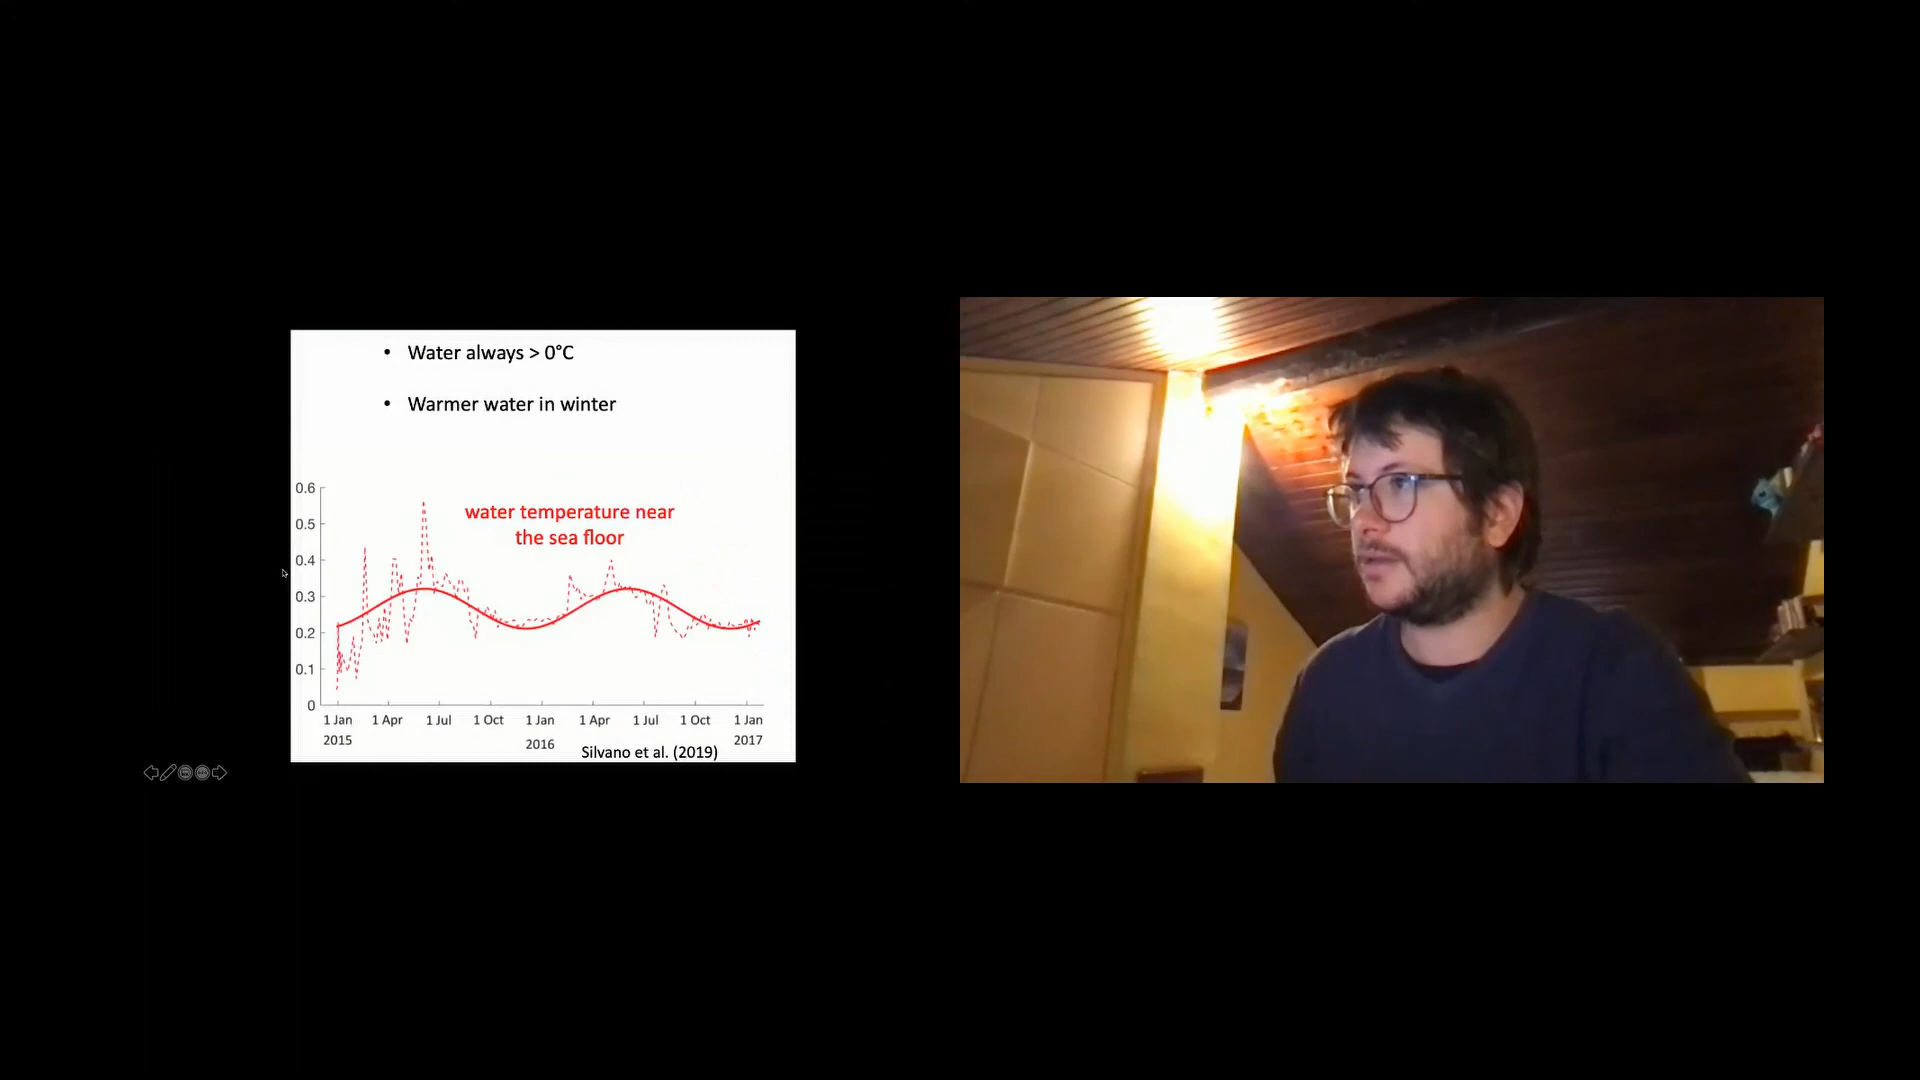 • Water always > 0°C
• Warmer water in winter
water temperature near
the sea floor
0.6
0.5
0.4
0.3
0.2
0.1
0
1 Jan 1 Apr 1 Jul 1 Oct 1 Jan 1 Apr 1 Jul 1 Oct 1 Jan
2015 2016 2017
Silvano et al. (2019)